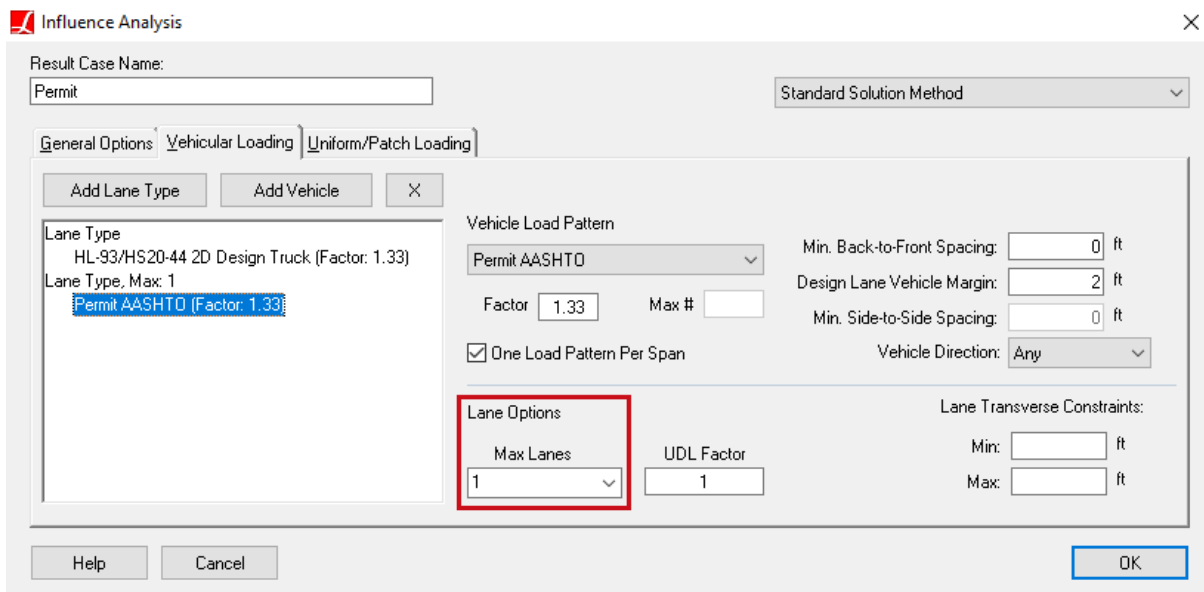 Influence Analysis
Result Case Name:
Permit
Standard Solution Method
General Options
Vehicular Loading
Uniform/Patch Loading
Add Lane Type
Add Vehicle
X
Lane Type
HL-93/HS20-44 2D Design Truck (Factor: 1.33)
Lane Type, Max: 1
Permit AASHTO (Factor: 1.33)
Vehicle Load Pattern
Permit AASHTO
Factor 1.33 Max #
One Load Pattern Per Span
Min. Back-to-Front Spacing: 0 ft
Design Lane Vehicle Margin: 2 ft
Min. Side-to-Side Spacing: 0 ft
Vehicle Direction: Any
Lane Options
Max Lanes
1
UDL Factor
1
Lane Transverse Constraints:
Min: ft
Max: ft
Help
Cancel
OK